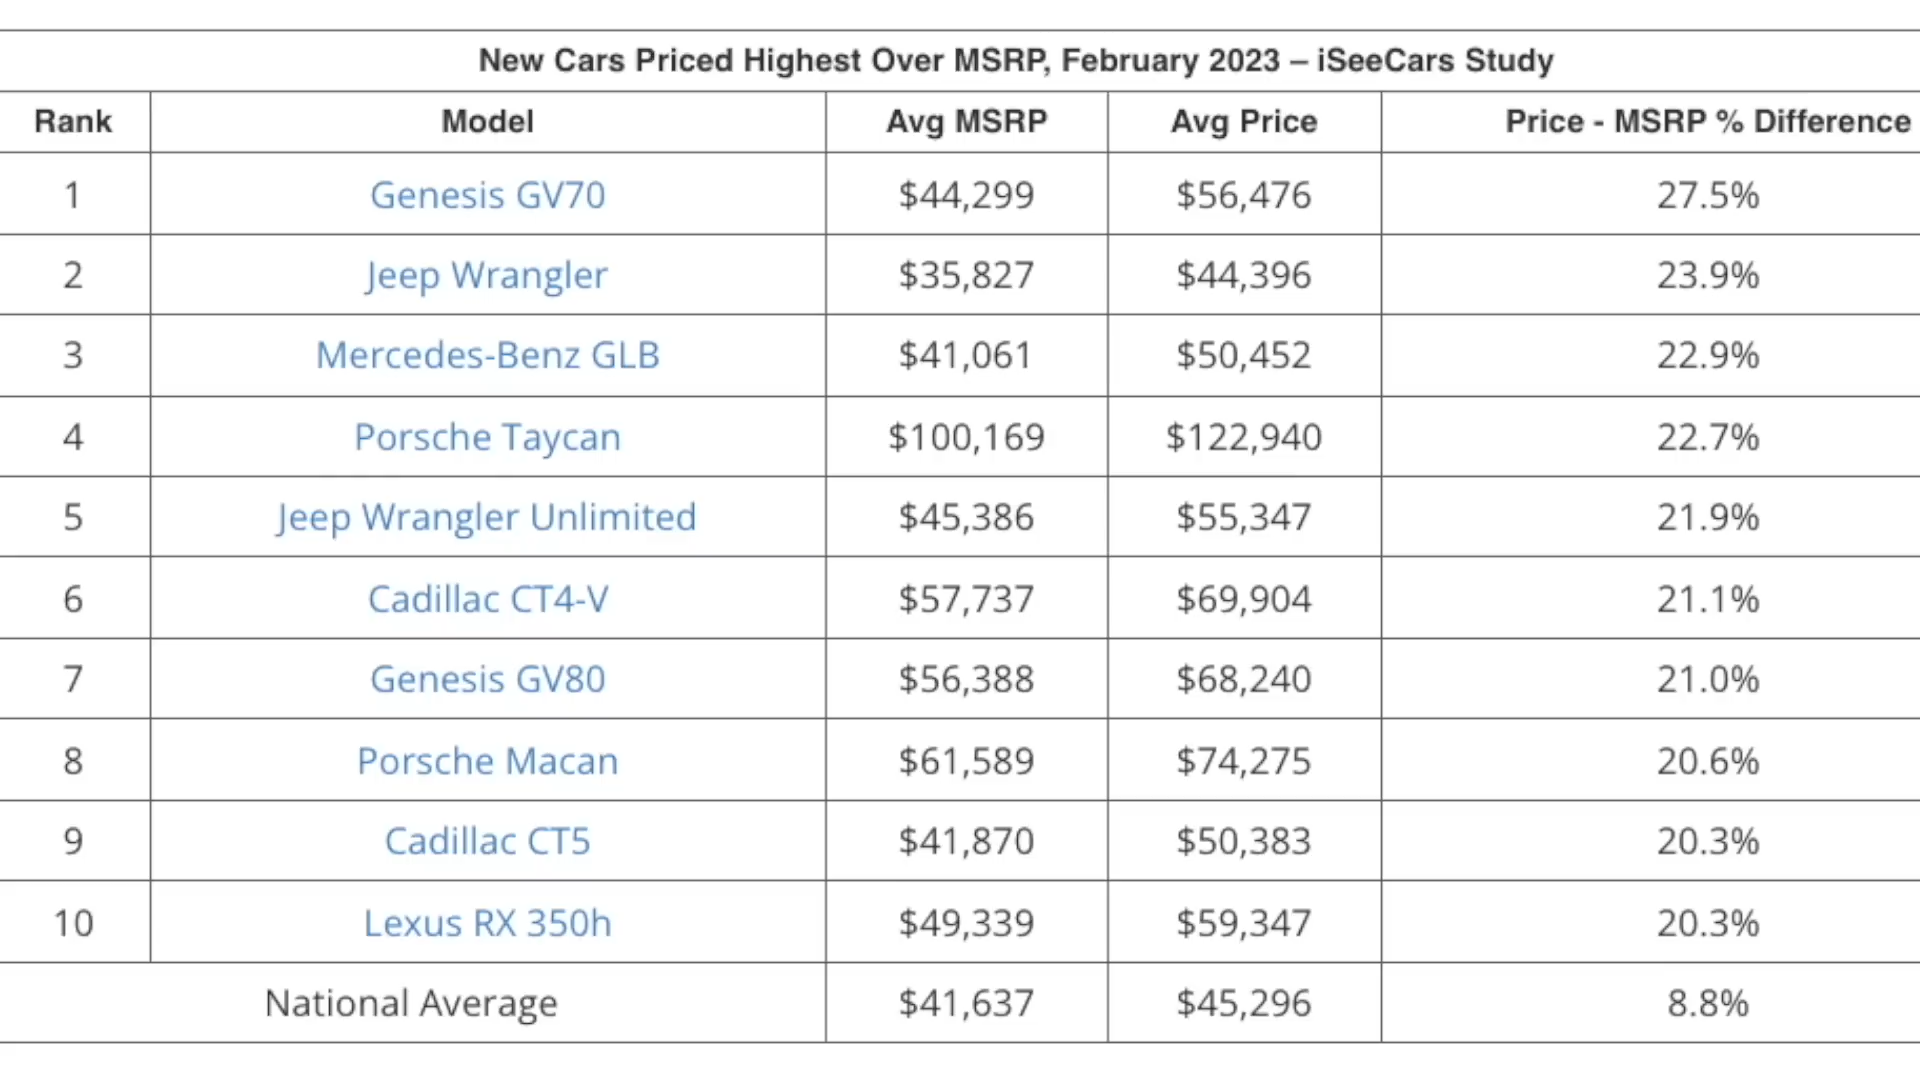 New Cars Priced Highest Over MSRP, February 2023 – iSeeCars Study
Rank Model Avg MSRP Avg Price Price - MSRP % Difference
1 Genesis GV70 $44,299 $56,476 27.5%
2 Jeep Wrangler $35,827 $44,396 23.9%
3 Mercedes-Benz GLB $41,061 $50,452 22.9%
4 Porsche Taycan $100,169 $122,940 22.7%
5 Jeep Wrangler Unlimited $45,386 $55,347 21.9%
6 Cadillac CT4-V $57,737 $69,904 21.1%
7 Genesis GV80 $56,388 $68,240 21.0%
8 Porsche Macan $61,589 $74,275 20.6%
9 Cadillac CT5 $41,870 $50,383 20.3%
10 Lexus RX 350h $49,339 $59,347 20.3%
National Average $41,637 $45,296 8.8%